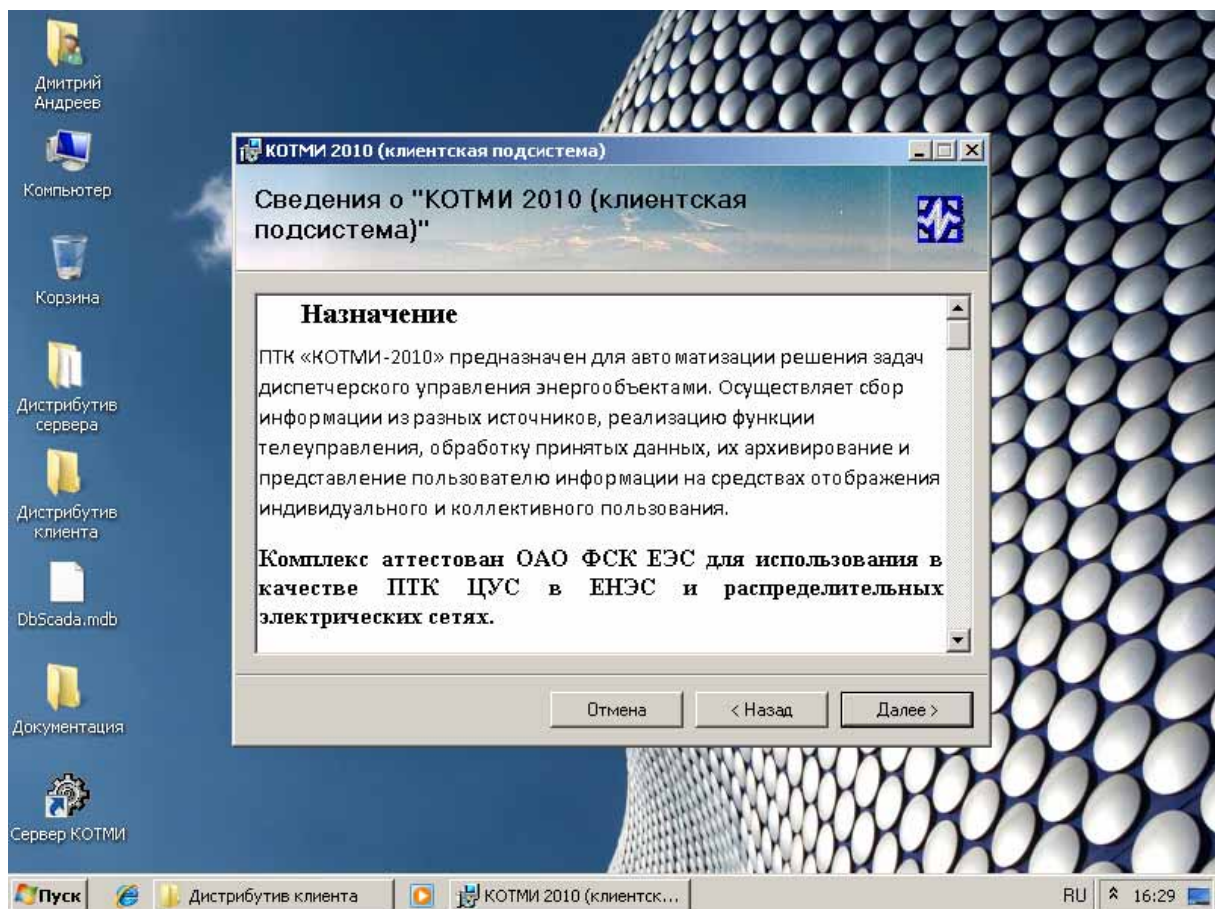 Дмитрий
Андреев
Компьютер
Корзина
Дистрибутив
сервера
Дистрибутив
клиента
DbScada.mdb
Документация
Сервер КОТМИ
КОТМИ 2010 (клиентская подсистема)
Сведения о "КОТМИ 2010 (клиентская
подсистема)"
Назначение
ПТК «КОТМИ-2010» предназначен для автоматизации решения задач
диспетчерского управления энергообъектами. Осуществляет сбор
информации из разных источников, реализацию функции
телеуправления, обработку принятых данных, их архивирование и
представление пользователю информации на средствах отображения
индивидуального и коллективного пользования.
Комплекс аттестован ОАО ФСК ЕЭС для использования в
качестве ПТК ЦУС в ЕНЭС и распределительных
электрических сетях.
Отмена
< Назад
Далее >
Пуск
Дистрибутив клиента
КОТМИ 2010 (клиентск...
RU
16:29